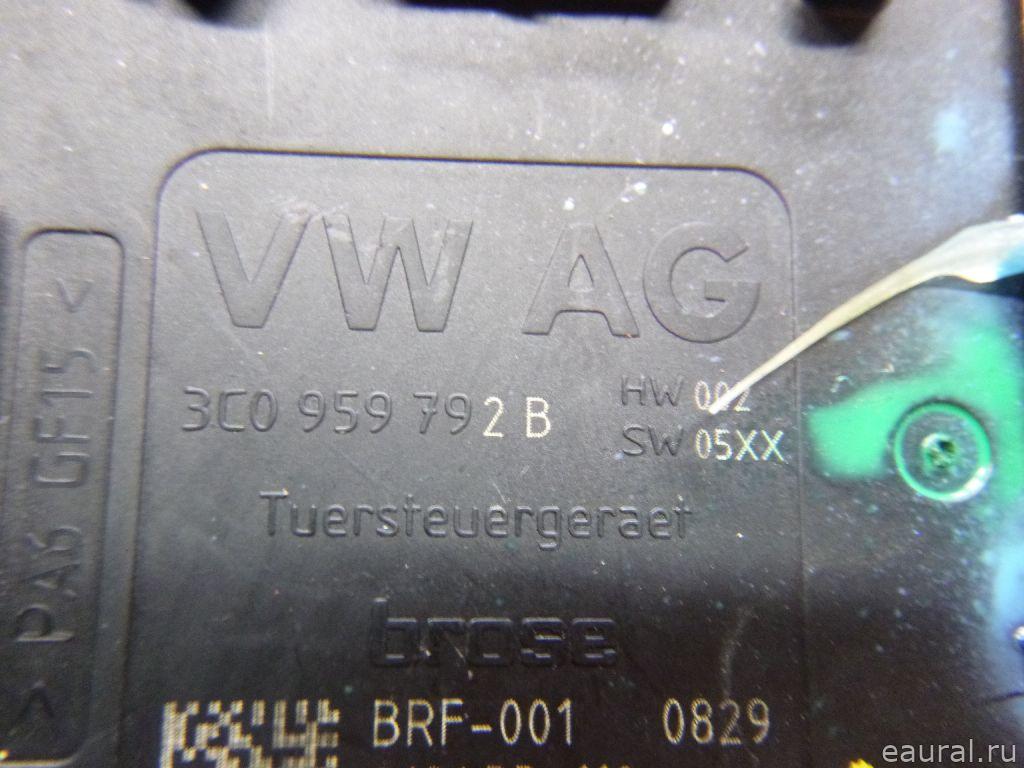 VW AG
3C0 959 792 B
HW 002
SW 05XX
Tuersteuergeraet
brose
BRF-001 0829
> PA6 GF15 <
eaural.ru